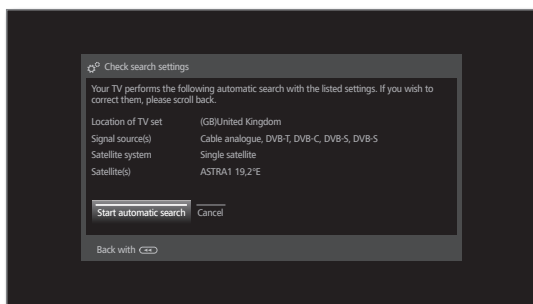 Check search settings
Your TV performs the following automatic search with the listed settings. If you wish to
correct them, please scroll back.
Location of TV set (GB)United Kingdom
Signal source(s) Cable analogue, DVB-T, DVB-C, DVB-S, DVB-S
Satellite system Single satellite
Satellite(s) ASTRA1 19,2°E
Start automatic search Cancel
Back with